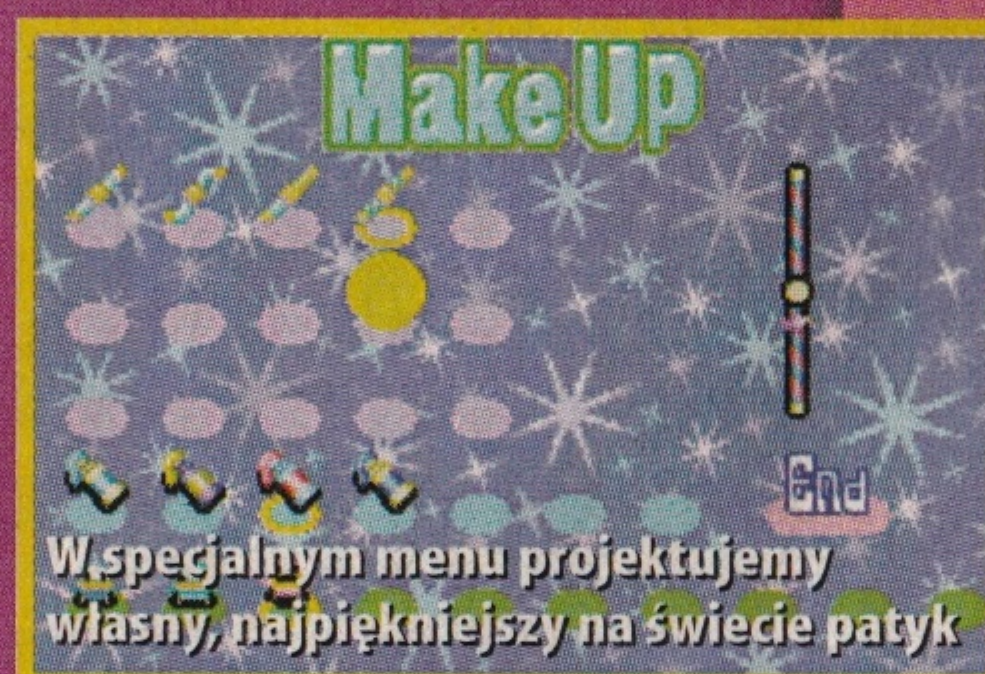 Make Up
End
W specjalnym menu projektujemy
własny, najpiękniejszy na świecie patyk